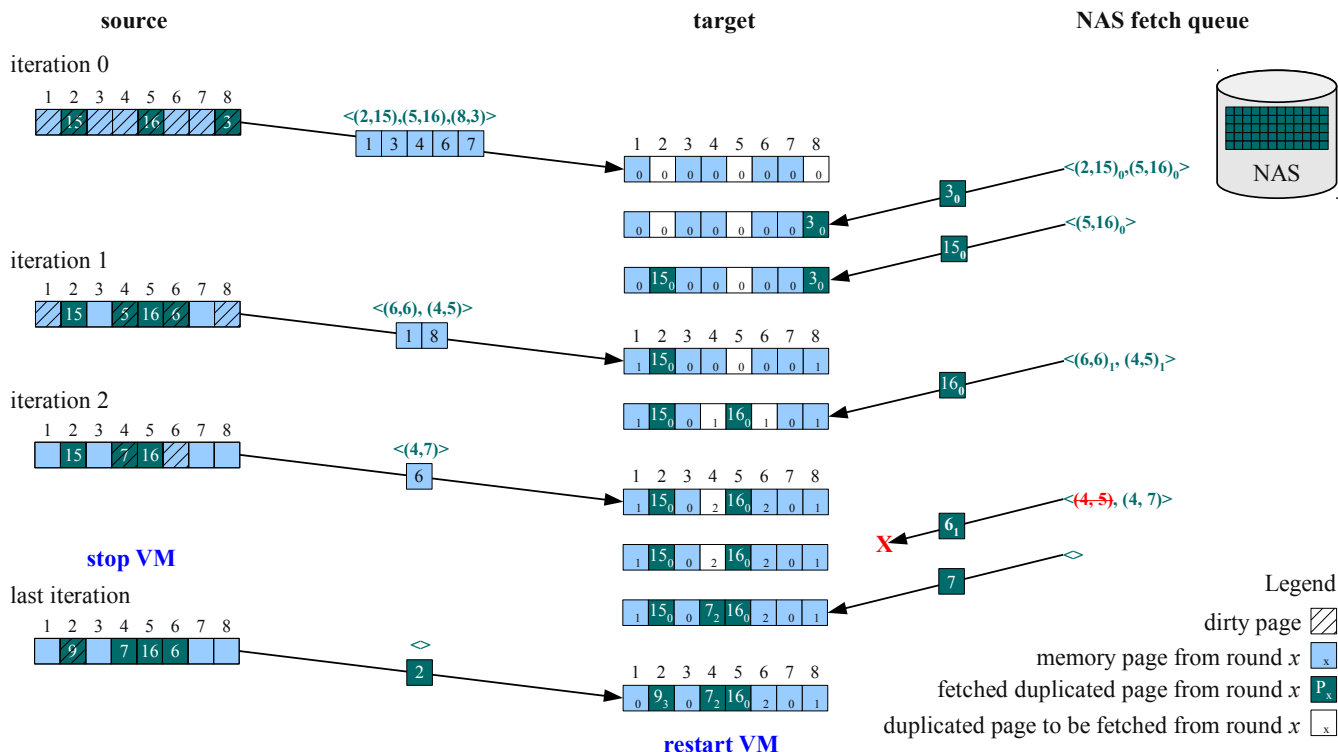 source target NAS fetch queue
iteration 0
1 2 3 4 5 6 7 8
15 16 3
<(2,15),(5,16),(8,3)>
1 3 4 6 7
1 2 3 4 5 6 7 8
0 0 0 0 0 0 0 0
<(2,15)0,(5,16)0>
30
NAS
0 0 0 0 0 0 0 30
<(5,16)0>
150
0 150 0 0 0 0 0 30
iteration 1
1 2 3 4 5 6 7 8
15 5 16 6
<(6,6), (4,5)>
1 8
1 2 3 4 5 6 7 8
1 150 0 0 0 0 0 1
<(6,6)1, (4,5)1>
160
1 150 0 1 160 1 0 1
iteration 2
1 2 3 4 5 6 7 8
15 7 16
<(4,7)>
6
1 2 3 4 5 6 7 8
1 150 0 2 160 2 0 1
<(4, 5), (4, 7)>
61
X
1 150 0 2 160 2 0 1
<>
7
1 150 0 72 160 2 0 1
stop VM
last iteration
1 2 3 4 5 6 7 8
9 7 16 6
<>
2
1 2 3 4 5 6 7 8
0 93 0 72 160 2 0 1
restart VM
Legend
dirty page
memory page from round x
x
fetched duplicated page from round x
Px
duplicated page to be fetched from round x
x